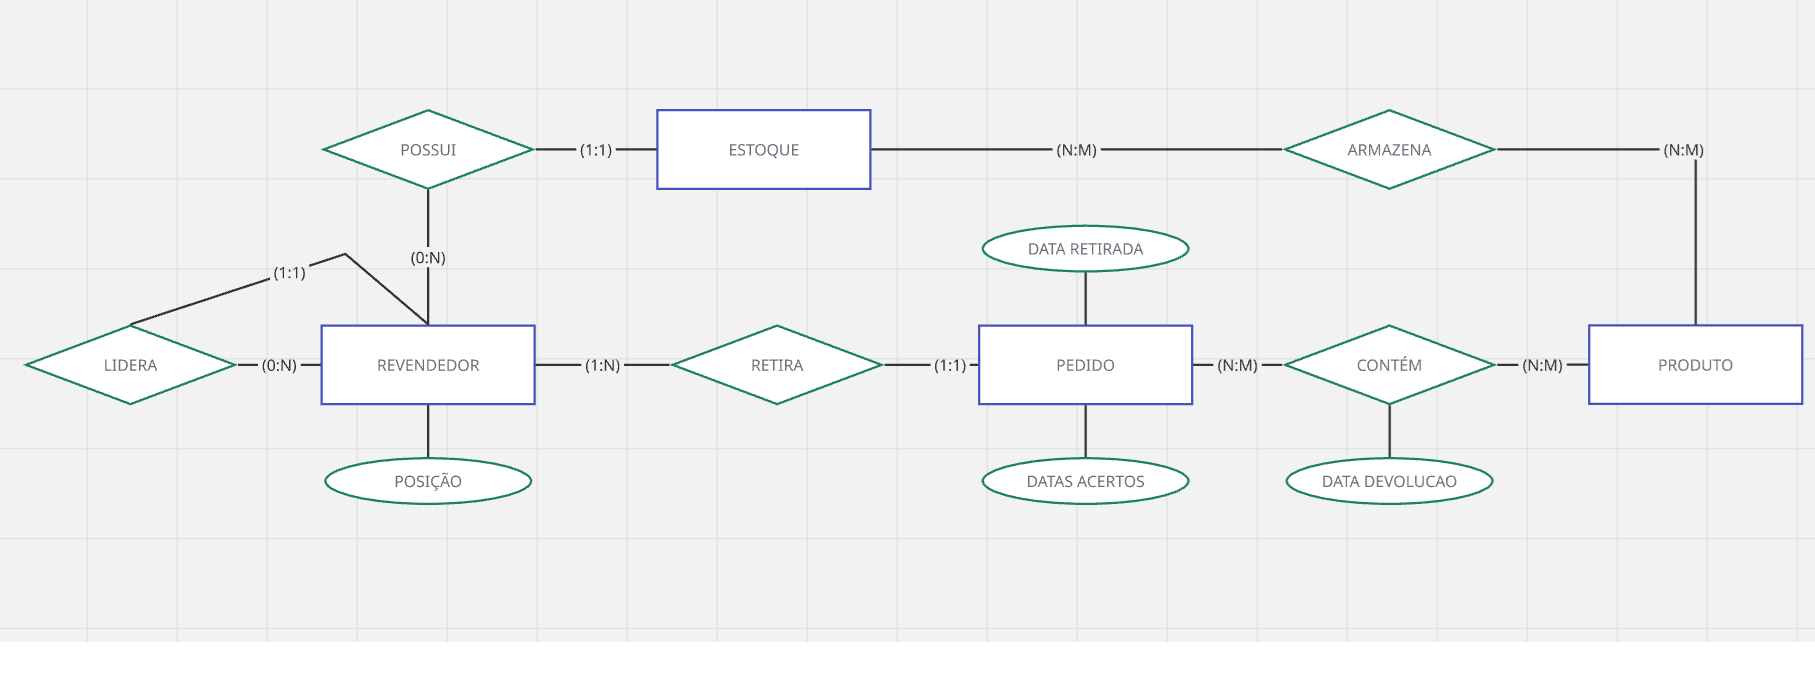 POSSUI
(1:1)
ESTOQUE
(N:M)
ARMAZENA
(N:M)
DATA RETIRADA
(0:N)
(1:1)
LIDERA
(0:N)
REVENDEDOR
(1:N)
RETIRA
(1:1)
PEDIDO
(N:M)
CONTÉM
(N:M)
PRODUTO
POSIÇÃO
DATAS ACERTOS
DATA DEVOLUCAO